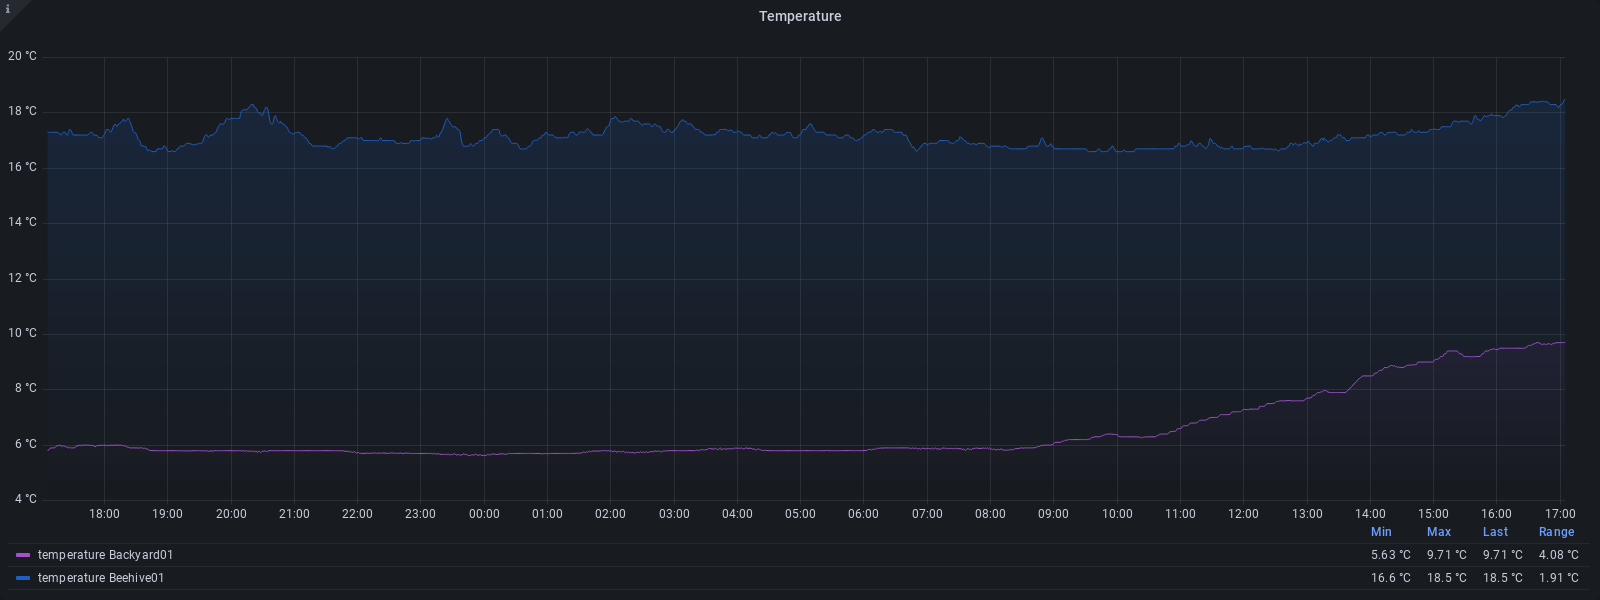 i
Temperature
20 °C
18 °C
16 °C
14 °C
12 °C
10 °C
8 °C
6 °C
4 °C
18:00 19:00 20:00 21:00 22:00 23:00 00:00 01:00 02:00 03:00 04:00 05:00 06:00 07:00 08:00 09:00 10:00 11:00 12:00 13:00 14:00 15:00 16:00 17:00
Min Max Last Range
temperature Backyard01 5.63 °C 9.71 °C 9.71 °C 4.08 °C
temperature Beehive01 16.6 °C 18.5 °C 18.5 °C 1.91 °C